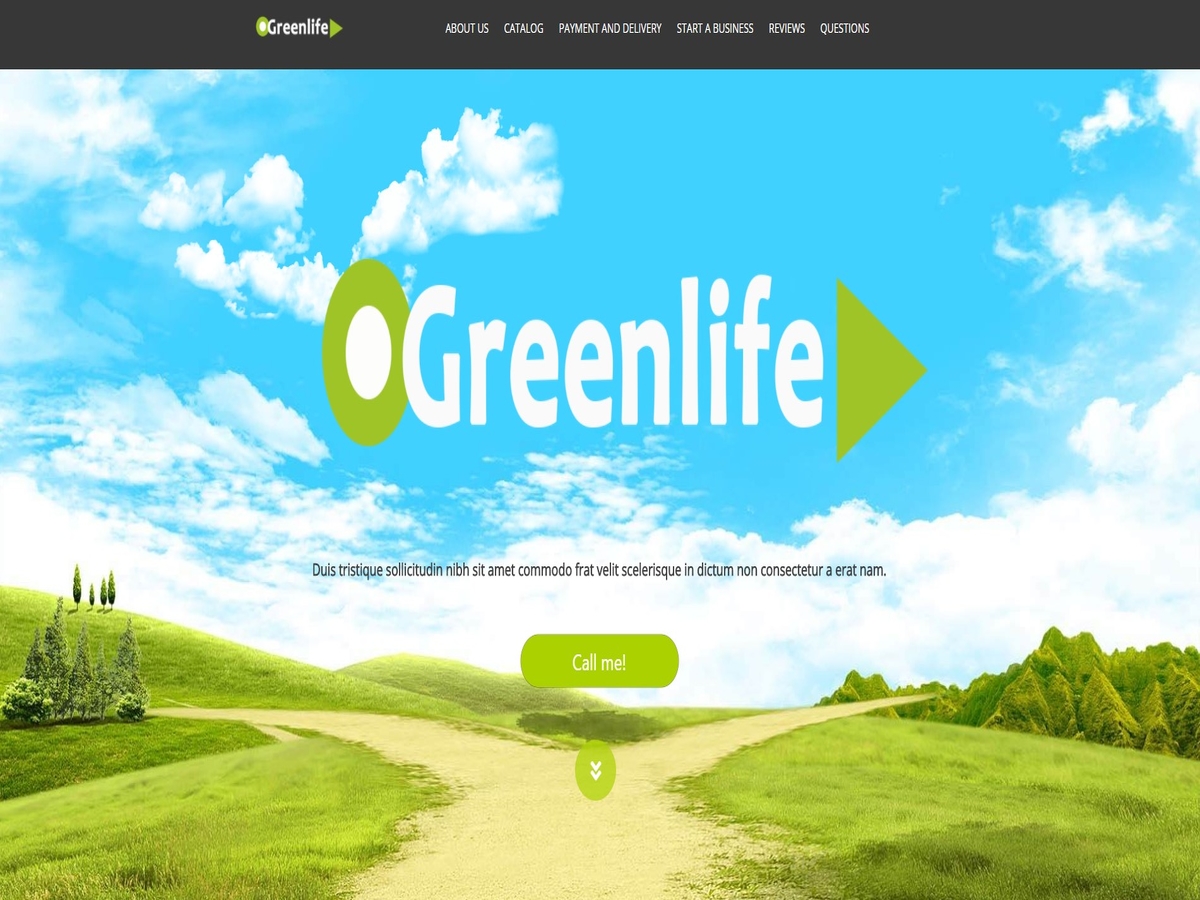 Greenlife
ABOUT US CATALOG PAYMENT AND DELIVERY START A BUSINESS REVIEWS QUESTIONS
Greenlife
Duis tristique sollicitudin nibh sit amet commodo frat velit scelerisque in dictum non consectetur a erat nam.
Call me!